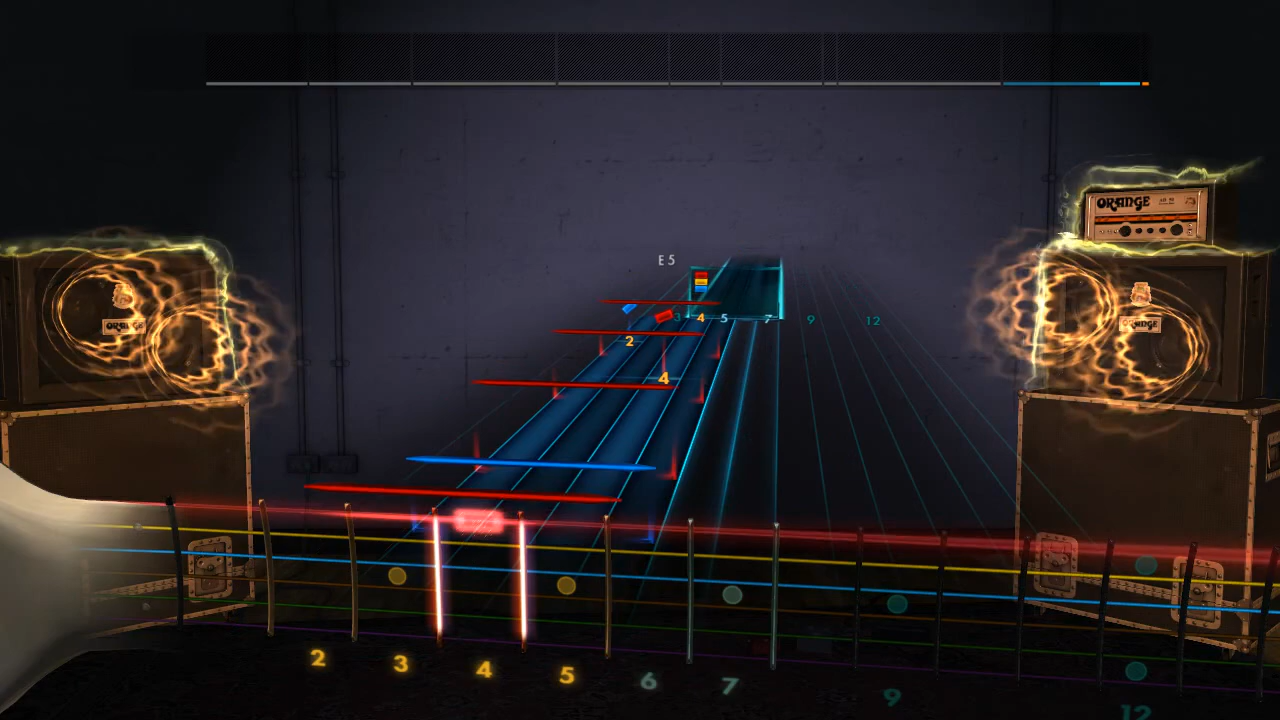 ORANGE
E 5
ORANGE
ORANGE
3 4 5 7 9 12
2
4
2 3 4 5 6 7 9 12